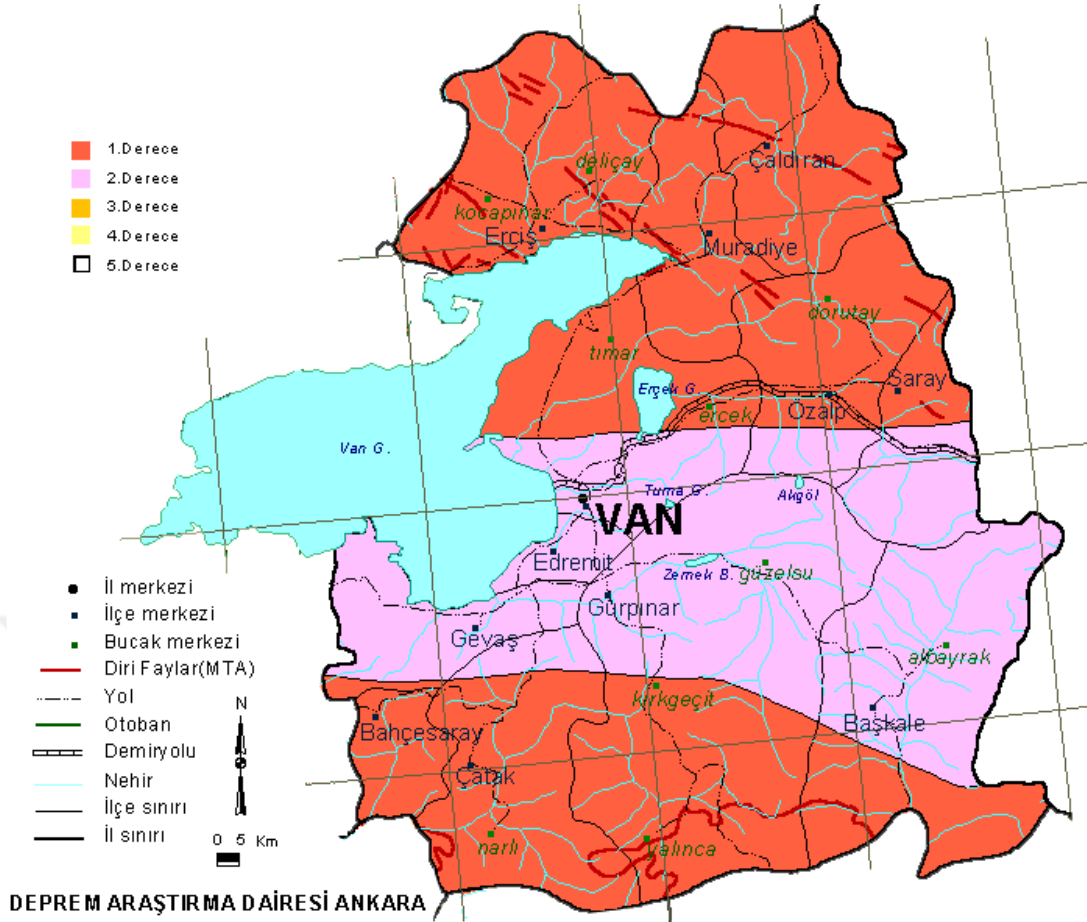 1.Derece
2.Derece
3.Derece
4.Derece
5.Derece
deliçay
Çaldıran
kocapınar
Erciş
Muradiye
dorutay
tımar
Saray
Erçek G.
Özalp
ercek
Van G.
Tuma G.
Akgöl
VAN
Edremit
Zemek B.
güzelsu
Gürpınar
Gevaş
albayrak
kırkgeçit
Başkale
Bahçesaray
Çatak
narlı
yalınca
İl merkezi
İlçe merkezi
Bucak merkezi
Diri Faylar(MTA)
Yol
Otoban
Demiryolu
Nehir
İlçe sınırı
İl sınırı
N
0 5 Km
DEPREM ARAŞTIRMA DAİRESİ ANKARA